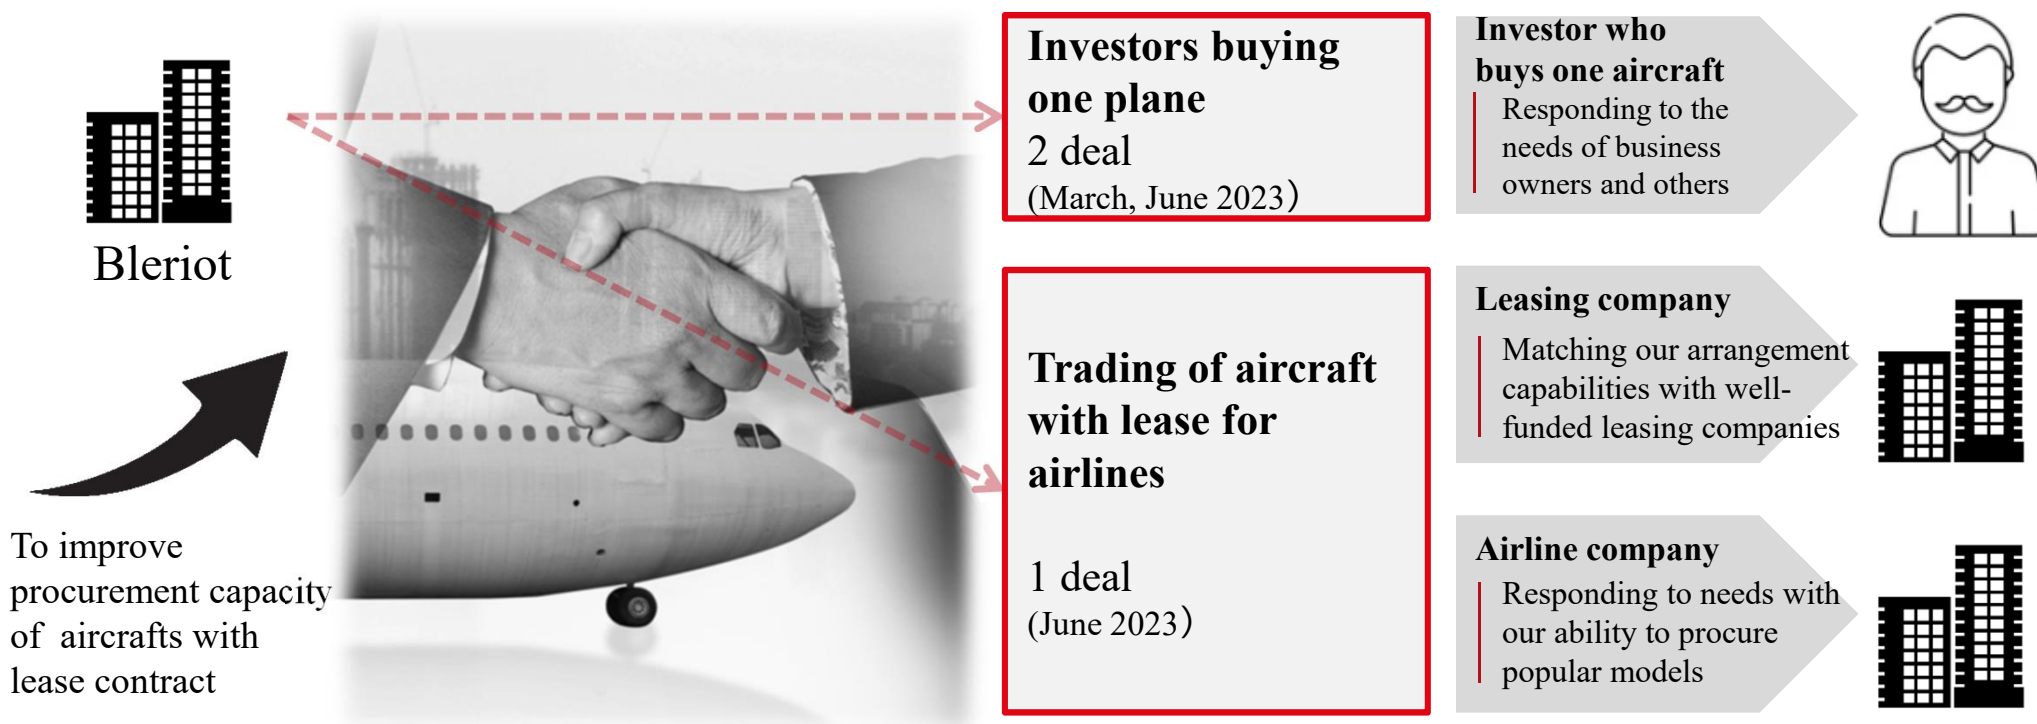 Bleriot
To improve
procurement capacity
of  aircrafts with
lease contract
Investors buying
one plane
2 deal
(March, June 2023）
Trading of aircraft
with lease for
airlines
1 deal
(June 2023）
Investor who
buys one aircraft
Responding to the
needs of business
owners and others
Leasing company
Matching our arrangement
capabilities with well-
funded leasing companies
Airline company
Responding to needs with
our ability to procure
popular models